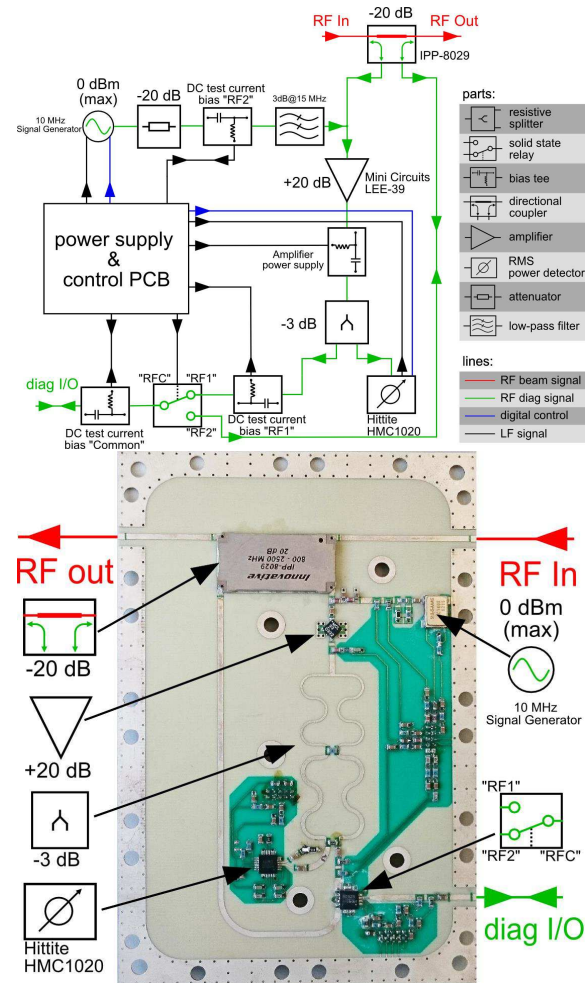 -20 dB
RF In
RF Out
IPP-8029
0 dBm
(max)
-20 dB
DC test current
bias "RF2"
3dB@15 MHz
10 MHz
Signal Generator
+20 dB
Mini Circuits
LEE-39
power supply
&
control PCB
Amplifier
power supply
-3 dB
diag I/O
"RFC"
"RF1"
"RF2"
DC test current
bias "Common"
DC test current
bias "RF1"
Hittite
HMC1020
parts:
resistive
splitter
solid state
relay
bias tee
directional
coupler
amplifier
RMS
power detector
attenuator
low-pass filter
lines:
RF beam signal
RF diag signal
digital control
LF signal
RF out
RF In
Innovative
IPP-8029
800 - 2500 MHz
20 dB
-20 dB
0 dBm
(max)
10 MHz
Signal Generator
+20 dB
-3 dB
"RF1"
"RF2"
"RFC"
Hittite
HMC1020
diag I/O